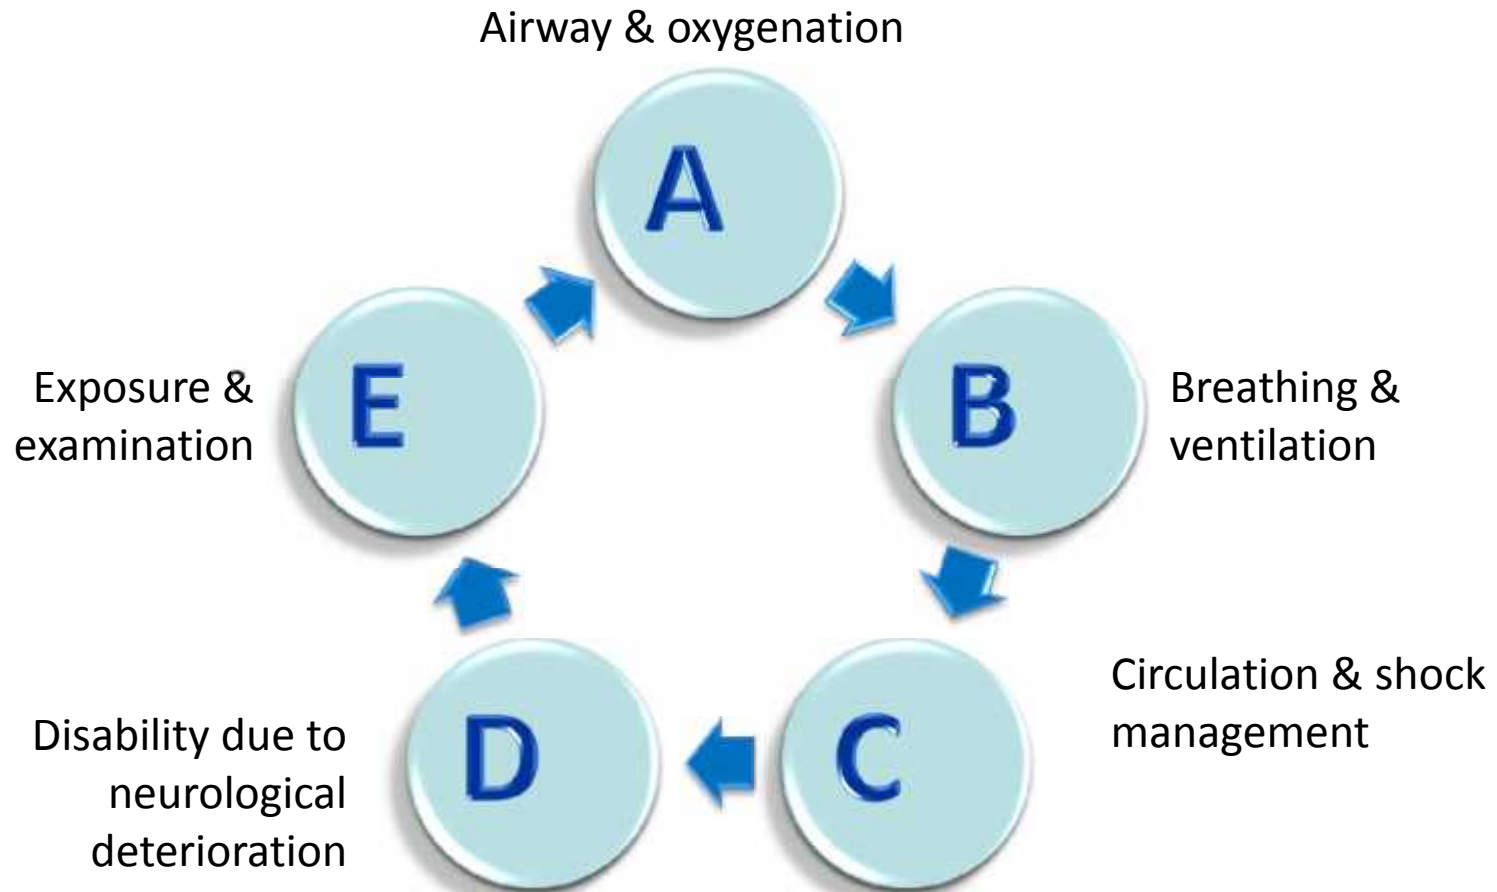 Airway & oxygenation
A
B
Breathing &
ventilation
C
Circulation & shock
management
D
Disability due to
neurological
deterioration
E
Exposure &
examination